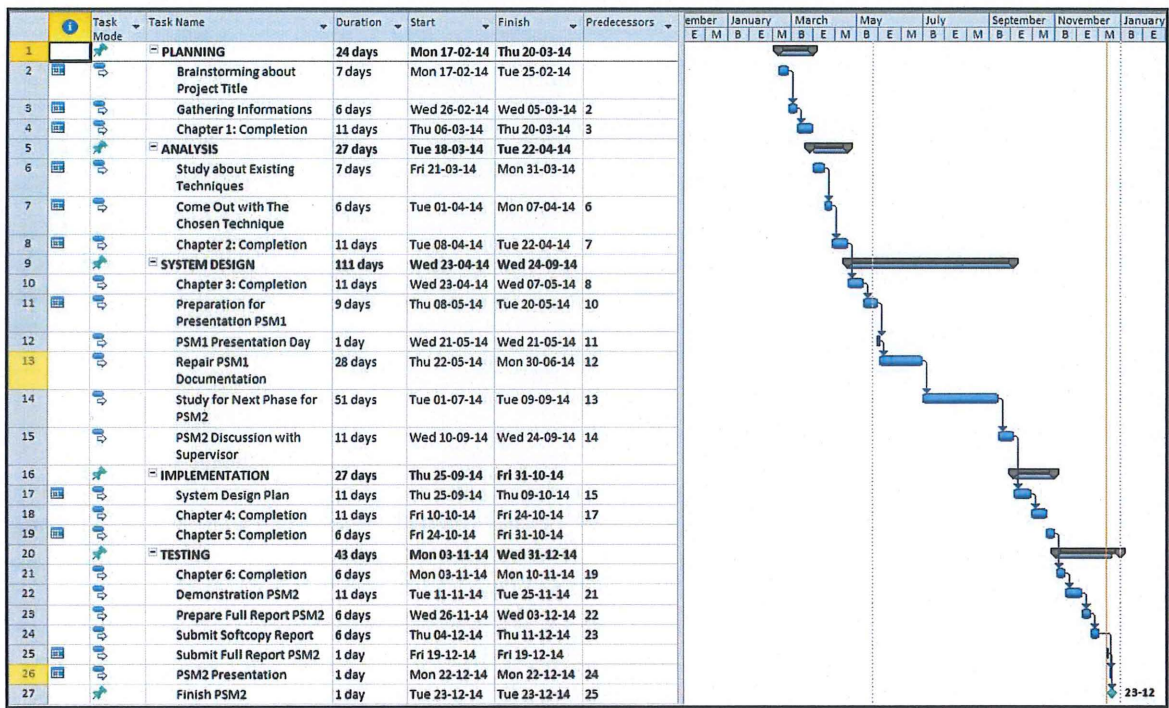 Task Mode Task Name Duration Start Finish Predecessors
ember January March May July September November January
E M B E M B E M B E M B E M B E M B E
1 PLANNING 24 days Mon 17-02-14 Thu 20-03-14
2 Brainstorming about Project Title 7 days Mon 17-02-14 Tue 25-02-14
3 Gathering Informations 6 days Wed 26-02-14 Wed 05-03-14 2
4 Chapter 1: Completion 11 days Thu 06-03-14 Thu 20-03-14 3
5 ANALYSIS 27 days Tue 18-03-14 Tue 22-04-14
6 Study about Existing Techniques 7 days Fri 21-03-14 Mon 31-03-14
7 Come Out with The Chosen Technique 6 days Tue 01-04-14 Mon 07-04-14 6
8 Chapter 2: Completion 11 days Tue 08-04-14 Tue 22-04-14 7
9 SYSTEM DESIGN 111 days Wed 23-04-14 Wed 24-09-14
10 Chapter 3: Completion 11 days Wed 23-04-14 Wed 07-05-14 8
11 Preparation for Presentation PSM1 9 days Thu 08-05-14 Tue 20-05-14 10
12 PSM1 Presentation Day 1 day Wed 21-05-14 Wed 21-05-14 11
13 Repair PSM1 Documentation 28 days Thu 22-05-14 Mon 30-06-14 12
14 Study for Next Phase for PSM2 51 days Tue 01-07-14 Tue 09-09-14 13
15 PSM2 Discussion with Supervisor 11 days Wed 10-09-14 Wed 24-09-14 14
16 IMPLEMENTATION 27 days Thu 25-09-14 Fri 31-10-14
17 System Design Plan 11 days Thu 25-09-14 Thu 09-10-14 15
18 Chapter 4: Completion 11 days Fri 10-10-14 Fri 24-10-14 17
19 Chapter 5: Completion 6 days Fri 24-10-14 Fri 31-10-14
20 TESTING 43 days Mon 03-11-14 Wed 31-12-14
21 Chapter 6: Completion 6 days Mon 03-11-14 Mon 10-11-14 19
22 Demonstration PSM2 11 days Tue 11-11-14 Tue 25-11-14 21
23 Prepare Full Report PSM2 6 days Wed 26-11-14 Wed 03-12-14 22
24 Submit Softcopy Report 6 days Thu 04-12-14 Thu 11-12-14 23
25 Submit Full Report PSM2 1 day Fri 19-12-14 Fri 19-12-14
26 PSM2 Presentation 1 day Mon 22-12-14 Mon 22-12-14 24
27 Finish PSM2 1 day Tue 23-12-14 Tue 23-12-14 25
23-12